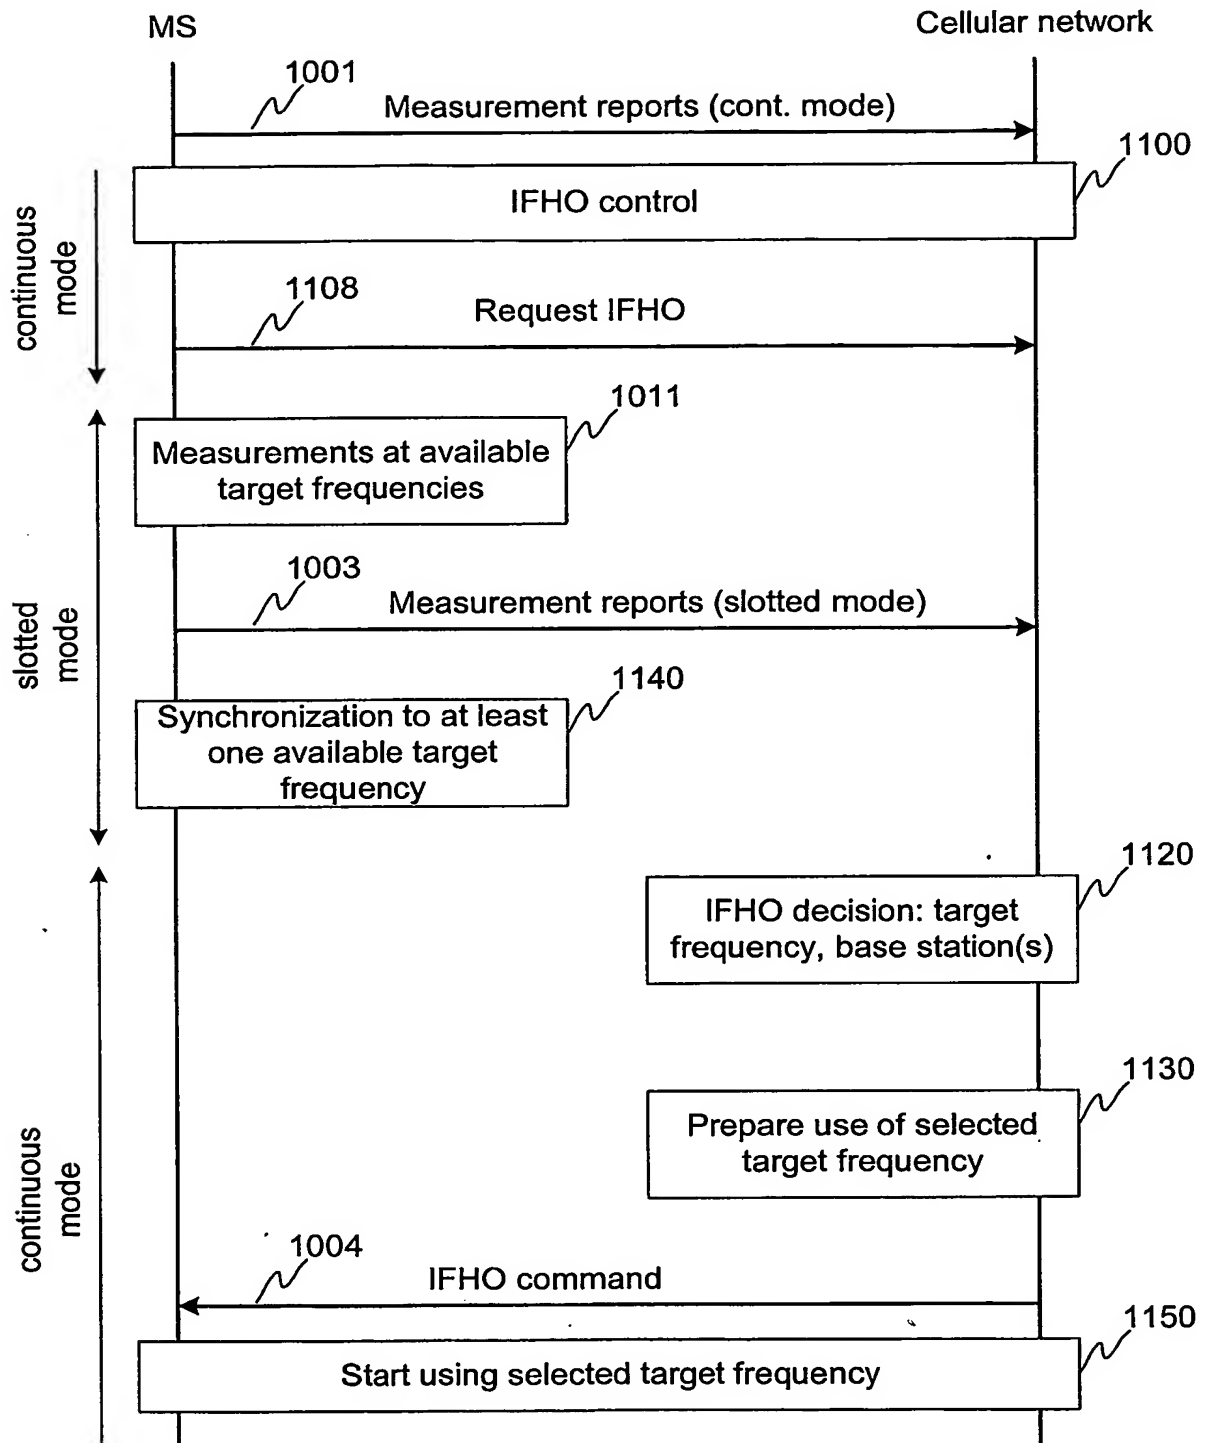 MS
Cellular network
1001
Measurement reports (cont. mode)
1100
IFHO control
continuous
mode
1108
Request IFHO
1011
Measurements at available
target frequencies
1003
Measurement reports (slotted mode)
slotted
mode
1140
Synchronization to at least
one available target
frequency
1120
IFHO decision: target
frequency, base station(s)
1130
Prepare use of selected
target frequency
continuous
mode
1004
IFHO command
1150
Start using selected target frequency